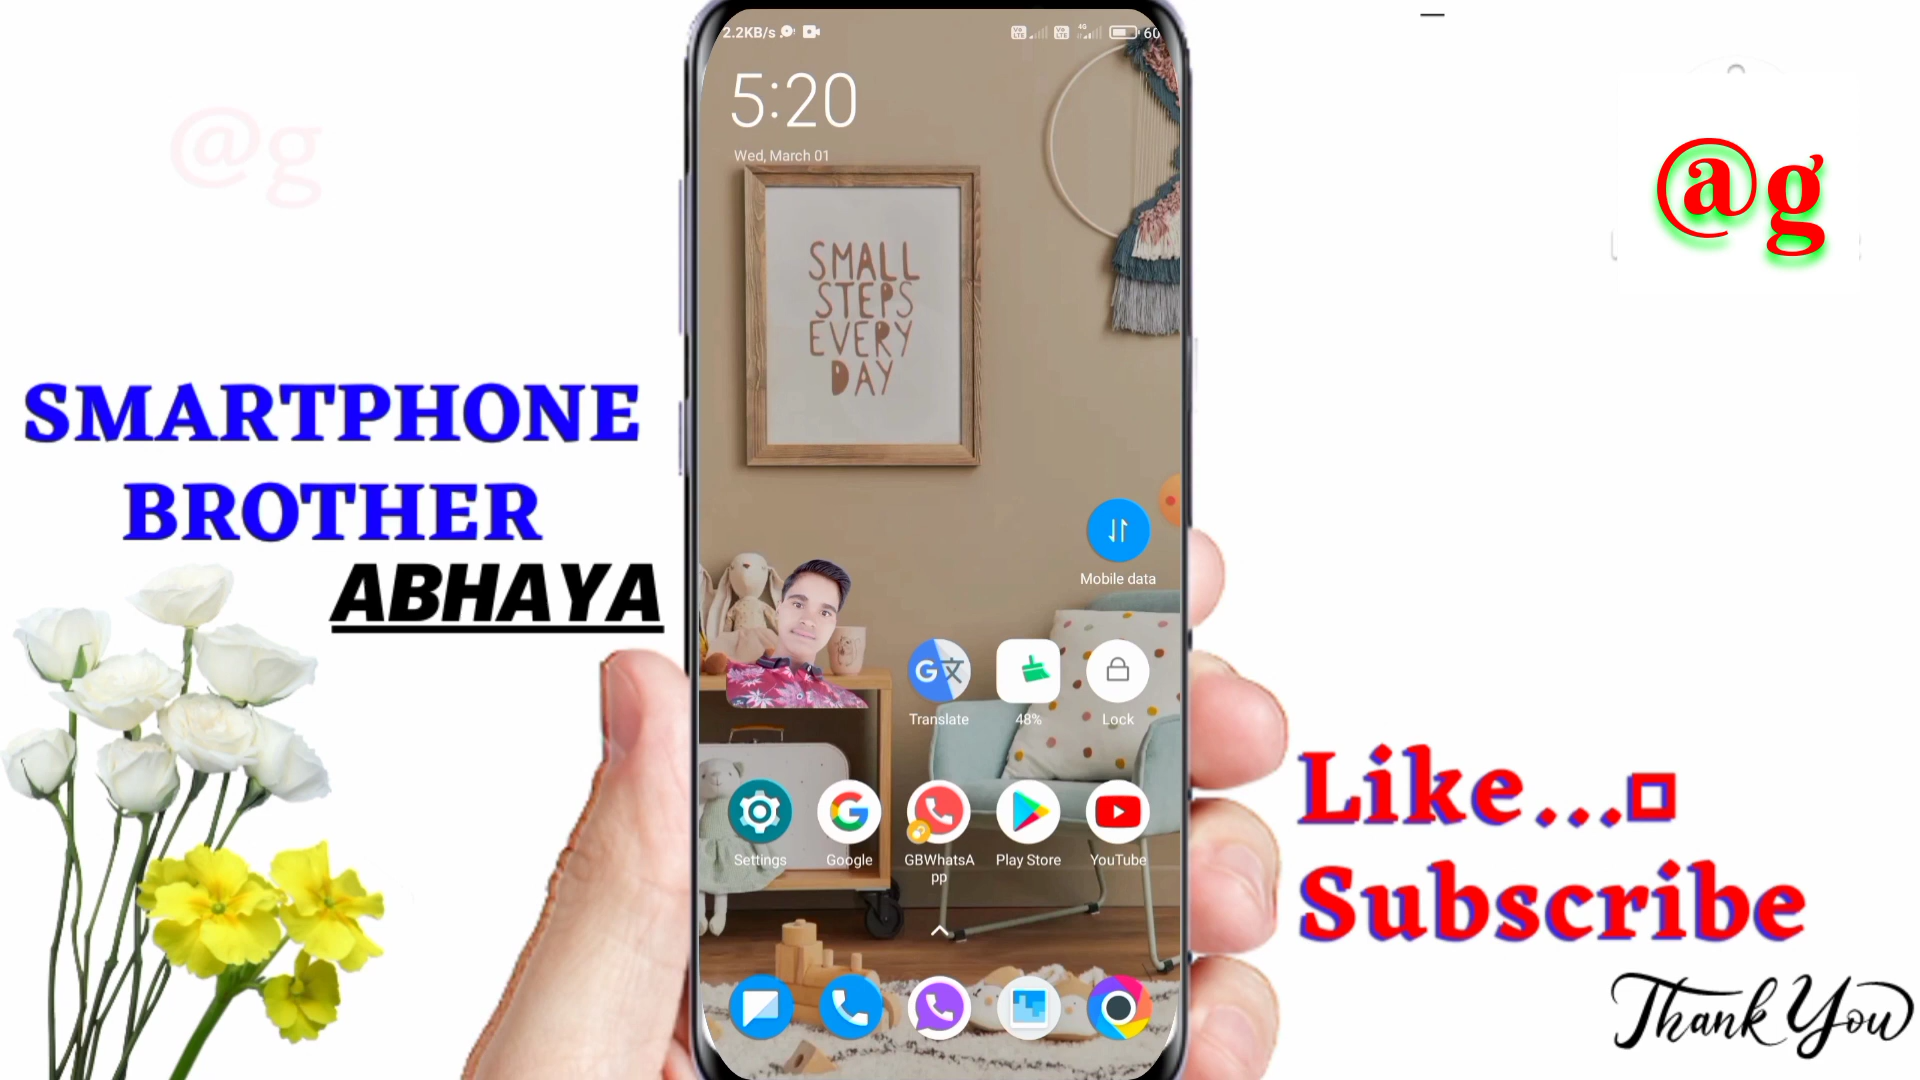 2.2KB/s
4G
60
5:20
Wed, March 01
@g
@g
SMALL
STEPS
EVERY
DAY
SMARTPHONE
BROTHER
ABHAYA
Mobile data
Translate
48%
Lock
Settings
Google
GBWhatsA
pp
Play Store
YouTube
Like...
Subscribe
Thank You